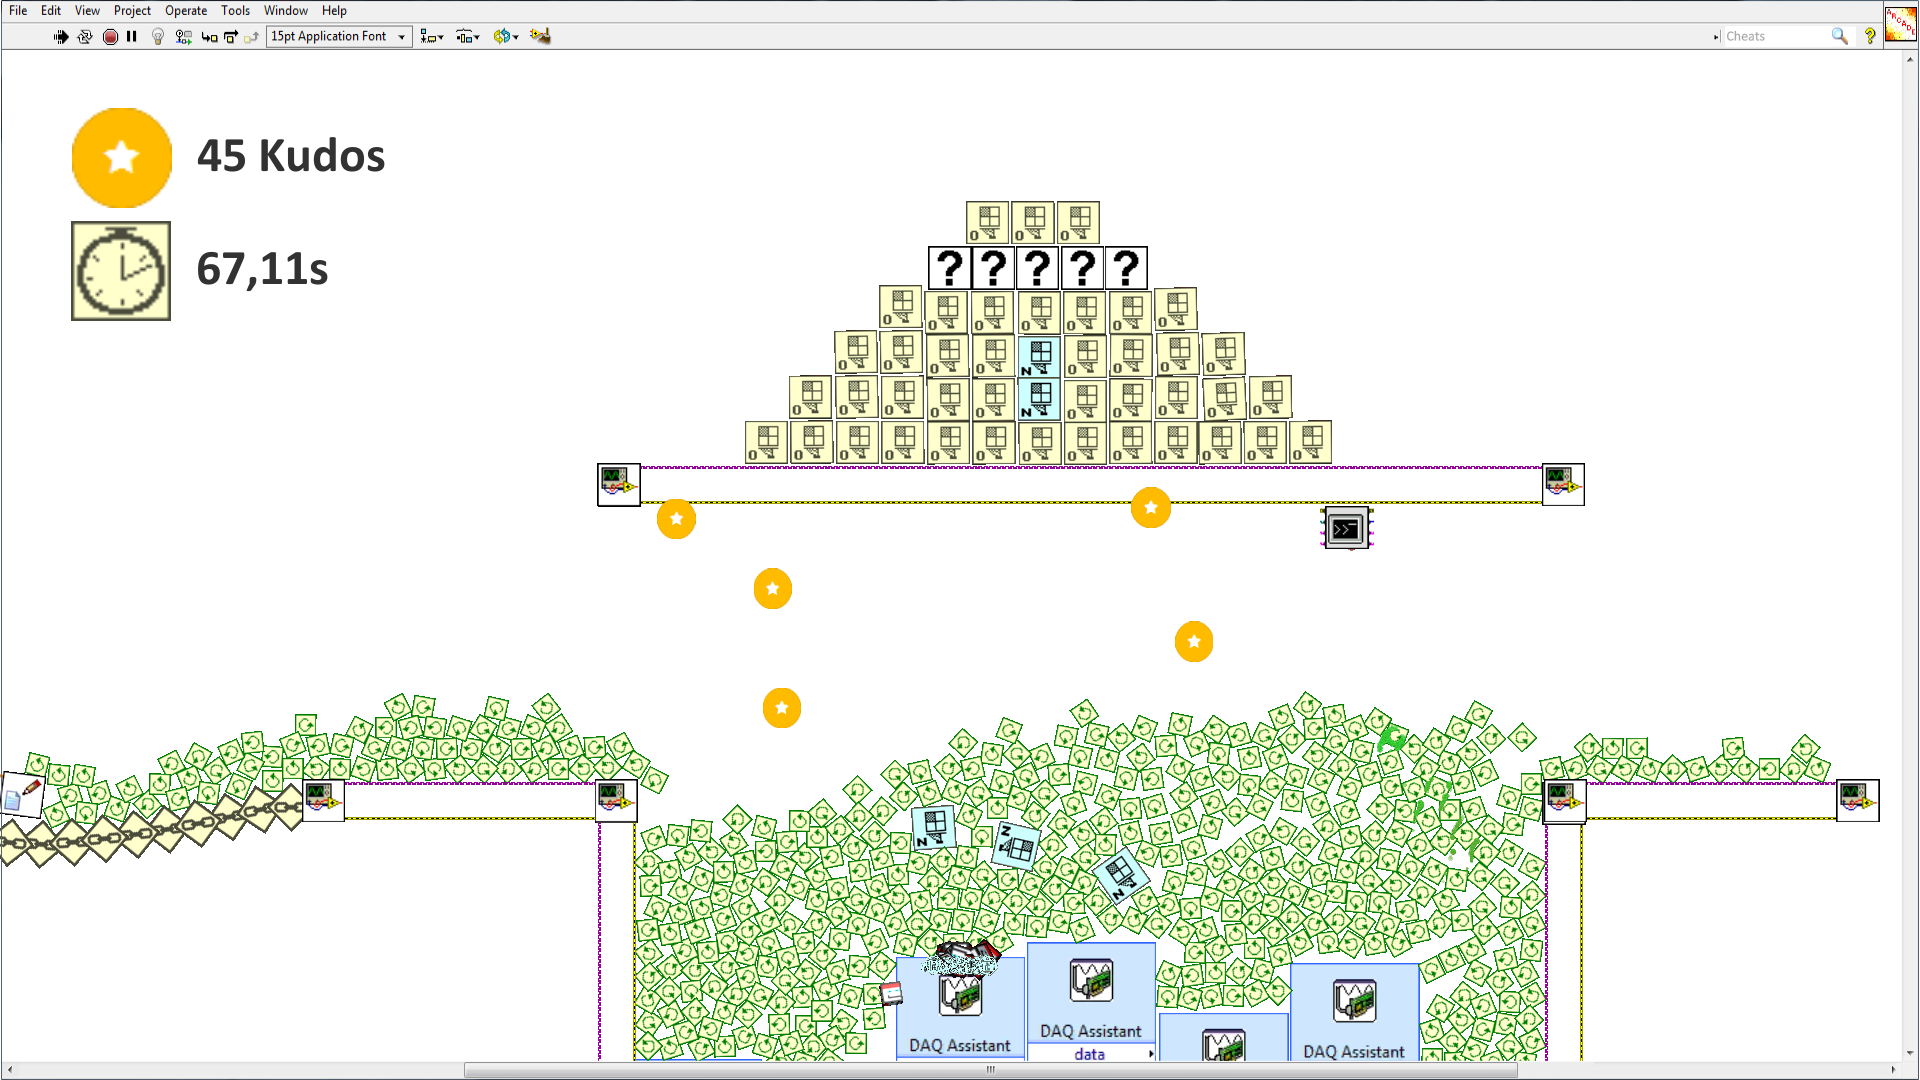 File Edit View Project Operate Tools Window Help
15pt Application Font
Cheats
?
ARCADE
45 Kudos
67,11s
O O O
? ? ? ? ?
O O O O O O O
O O O O N O O O O
O O O O O N O O O O O
O O O O O O O O O O O O O
>>
N N N
DAQ Assistant
DAQ Assistant
data
DAQ Assistant